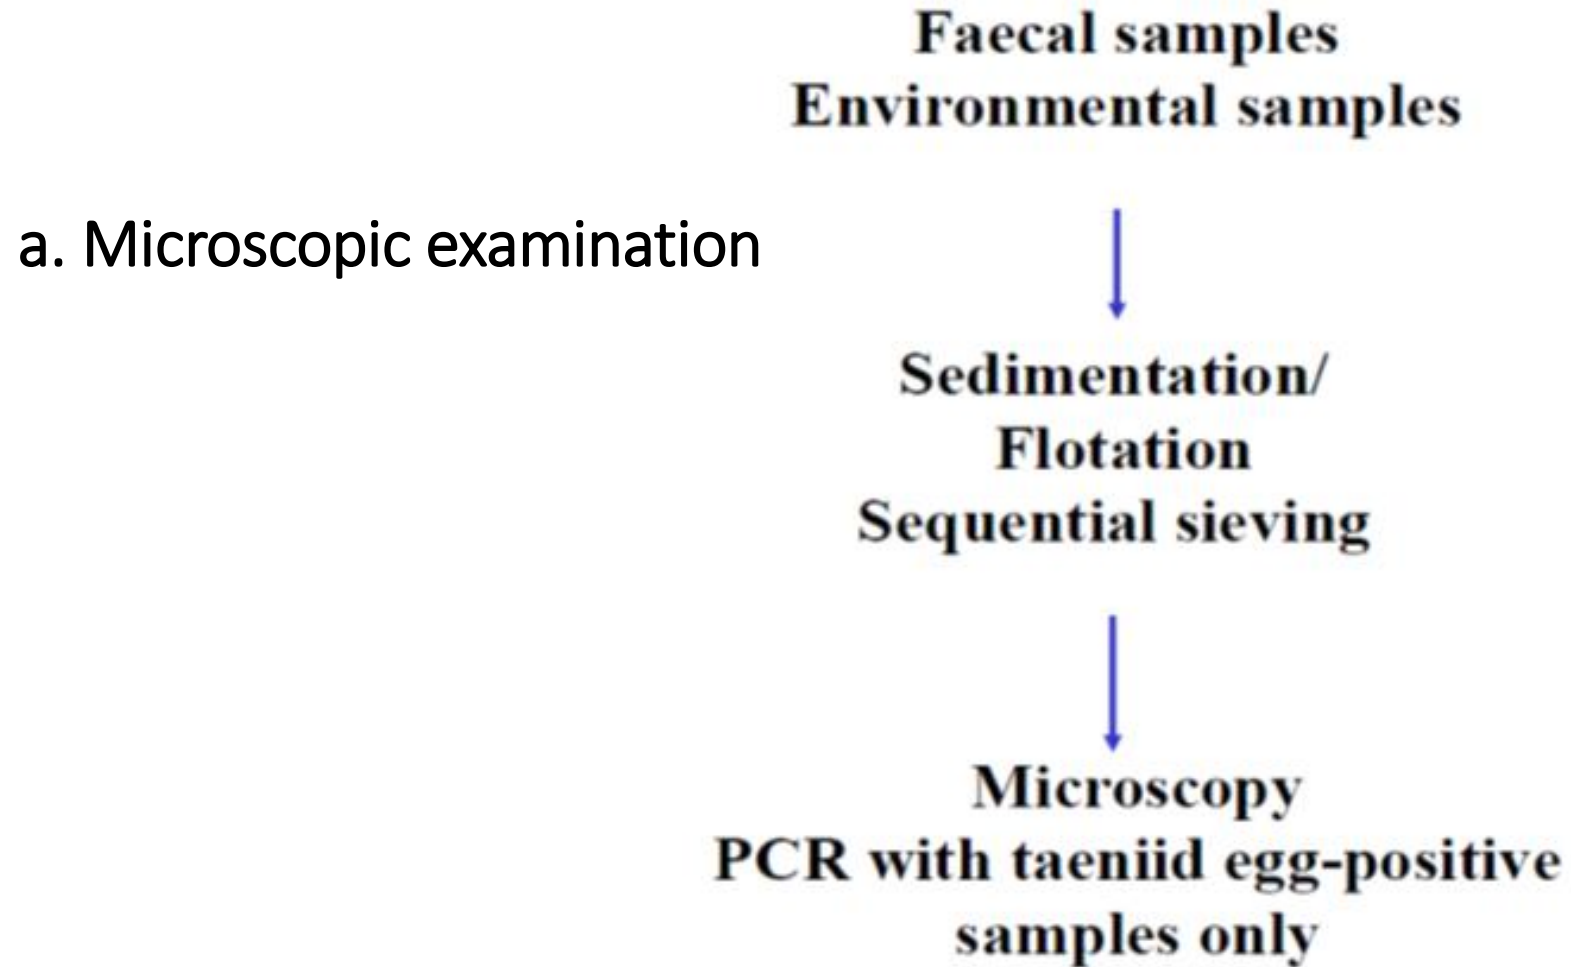 Faecal samples
Environmental samples
a. Microscopic examination
Sedimentation/
Flotation
Sequential sieving
Microscopy
PCR with taeniid egg-positive
samples only